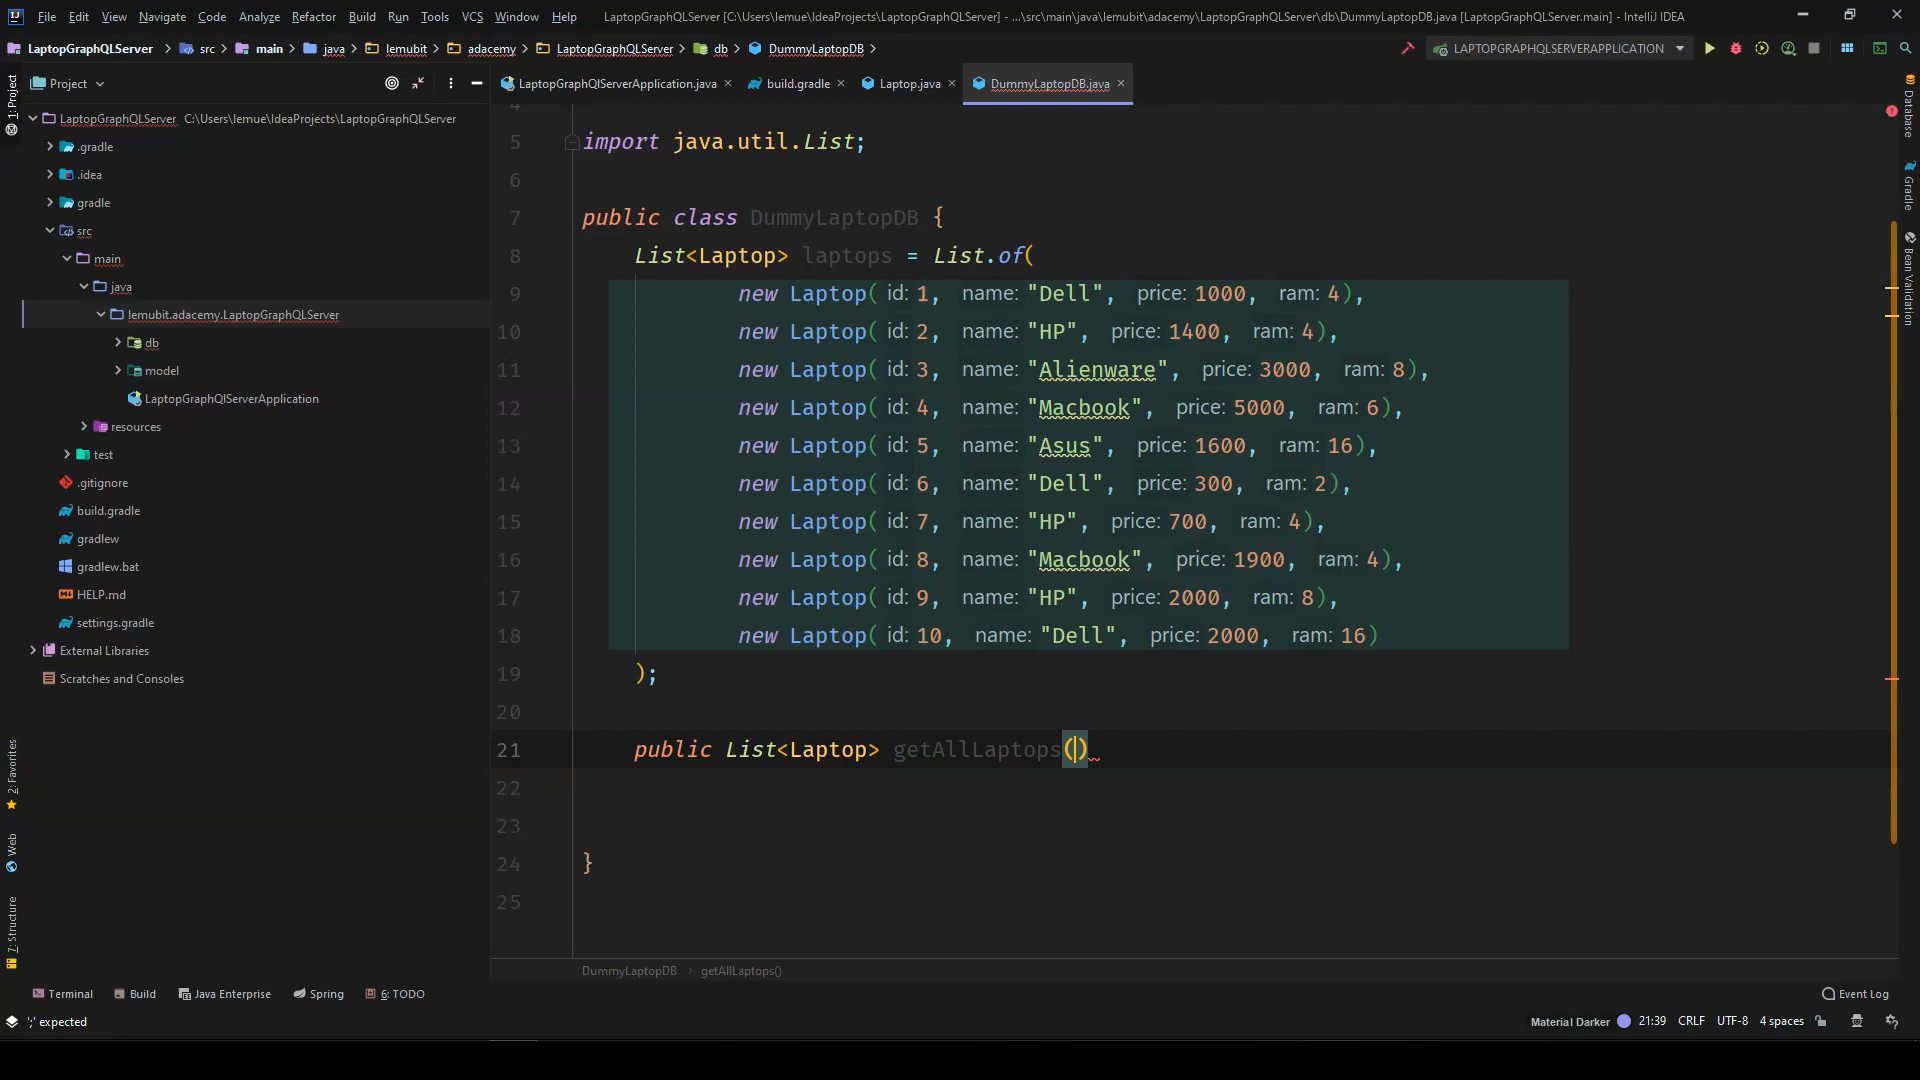 File Edit View Navigate Code Analyze Refactor Build Run Tools VCS Window Help LaptopGraphQLServer [C:\Users\lemue\IdeaProjects\LaptopGraphQLServer] - ...\src\main\java\lemubit\adacemy\LaptopGraphQLServer\db\DummyLaptopDB.java [LaptopGraphQLServer.main] - IntelliJ IDEA
LaptopGraphQLServer src main java lemubit adacemy LaptopGraphQLServer db DummyLaptopDB LAPTOPGRAPHQLSERVERAPPLICATION
Project LaptopGraphQlServerApplication.java build.gradle Laptop.java DummyLaptopDB.java
1: Project
LaptopGraphQLServer C:\Users\lemue\IdeaProjects\LaptopGraphQLServer
.gradle
.idea
gradle
src
main
java
lemubit.adacemy.LaptopGraphQLServer
db
model
LaptopGraphQlServerApplication
resources
test
.gitignore
build.gradle
gradlew
gradlew.bat
HELP.md
settings.gradle
External Libraries
Scratches and Consoles
2: Favorites
Web
7: Structure
4
5 import java.util.List;
6
7 public class DummyLaptopDB {
8 List<Laptop> laptops = List.of(
9 new Laptop( id: 1, name: "Dell", price: 1000, ram: 4),
10 new Laptop( id: 2, name: "HP", price: 1400, ram: 4),
11 new Laptop( id: 3, name: "Alienware", price: 3000, ram: 8),
12 new Laptop( id: 4, name: "Macbook", price: 5000, ram: 6),
13 new Laptop( id: 5, name: "Asus", price: 1600, ram: 16),
14 new Laptop( id: 6, name: "Dell", price: 300, ram: 2),
15 new Laptop( id: 7, name: "HP", price: 700, ram: 4),
16 new Laptop( id: 8, name: "Macbook", price: 1900, ram: 4),
17 new Laptop( id: 9, name: "HP", price: 2000, ram: 8),
18 new Laptop( id: 10, name: "Dell", price: 2000, ram: 16)
19 );
20
21 public List<Laptop> getAllLaptops()
22
23
24 }
25
DummyLaptopDB getAllLaptops()
Database
Gradle
Bean Validation
Terminal Build Java Enterprise Spring 6: TODO Event Log
';' expected Material Darker 21:39 CRLF UTF-8 4 spaces